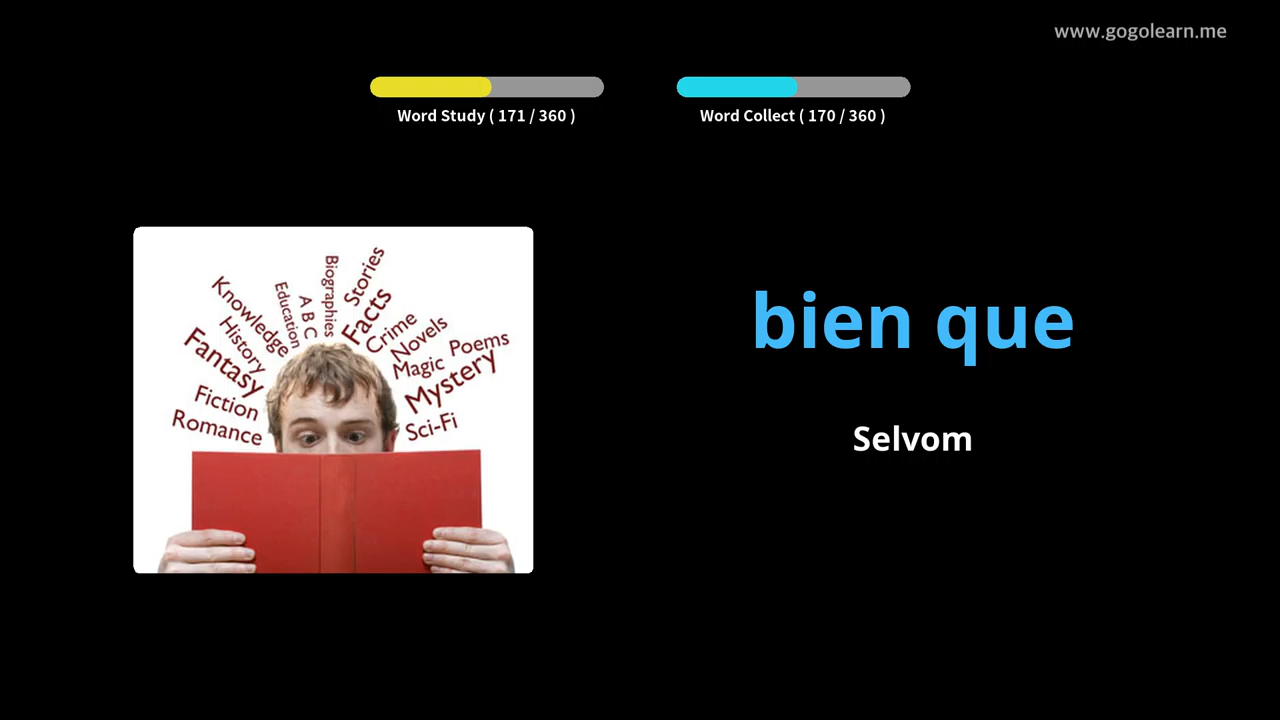 www.gogolearn.me
Word Study ( 171 / 360 )
Word Collect ( 170 / 360 )
Stories
Biographies
Facts
A B C
Education
Knowledge
History
Crime
Novels
Poems
Magic
Fantasy
Mystery
Fiction
Sci-Fi
Romance
bien que
Selvom